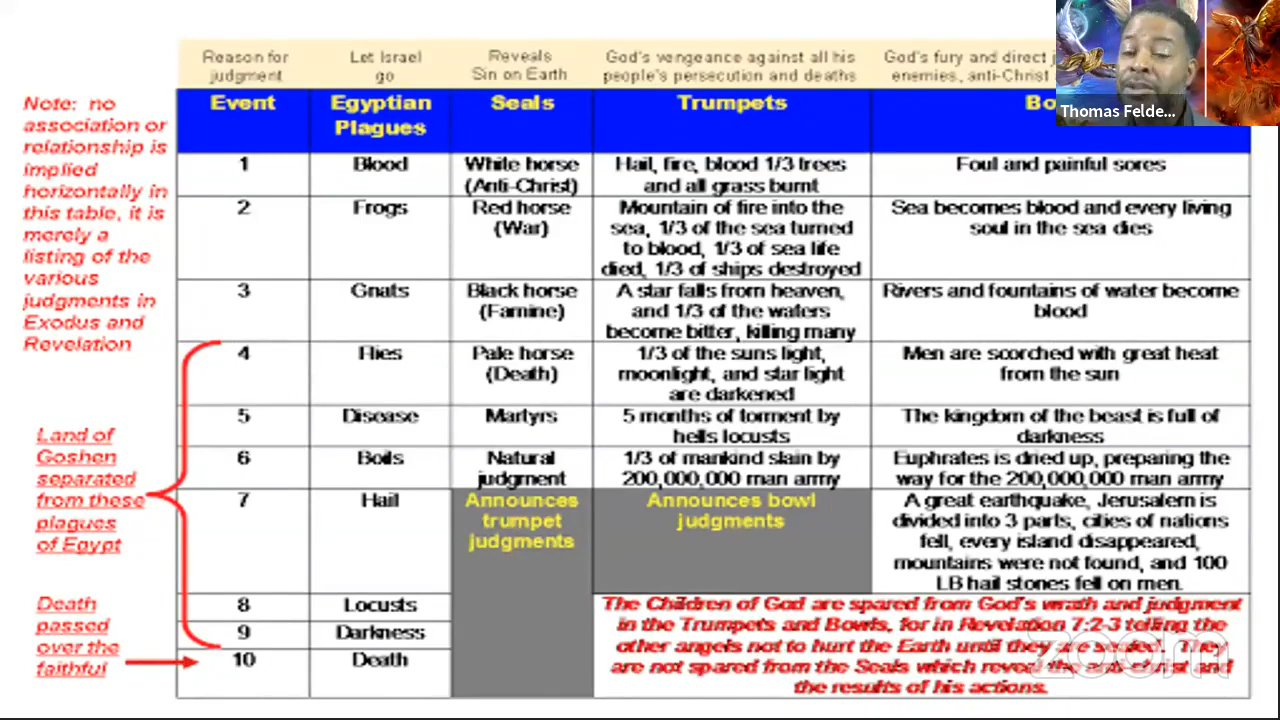 Reason for
judgment
Let Israel
go
Reveals
Sin on Earth
God's vengeance against all his
people's persecution and deaths
God's fury and direct
enemies, anti-Christ
Thomas Felde...
Event
Egyptian
Plagues
Seals
Trumpets
Bo
Note: no
association or
relationship is
implied
horizontally in
this table, it is
merely a
listing of the
various
judgments in
Exodus and
Revelation
1
Blood
White horse
(Anti-Christ)
Hail, fire, blood 1/3 trees
and all grass burnt
Foul and painful sores
2
Frogs
Red horse
(War)
Mountain of fire into the
sea, 1/3 of the sea turned
to blood, 1/3 of sea life
died, 1/3 of ships destroyed
Sea becomes blood and every living
soul in the sea dies
3
Gnats
Black horse
(Famine)
A star falls from heaven,
and 1/3 of the waters
become bitter, killing many
Rivers and fountains of water become
blood
4
Flies
Pale horse
(Death)
1/3 of the suns light,
moonlight, and star light
are darkened
Men are scorched with great heat
from the sun
5
Disease
Martyrs
5 months of torment by
hells locusts
The kingdom of the beast is full of
darkness
6
Boils
Natural
judgment
1/3 of mankind slain by
200,000,000 man army
Euphrates is dried up, preparing the
way for the 200,000,000 man army
7
Hail
Announces
trumpet
judgments
Announces bowl
judgments
A great earthquake, Jerusalem is
divided into 3 parts, cities of nations
fell, every island disappeared,
mountains were not found, and 100
LB hail stones fell on men.
Land of
Goshen
separated
from these
plagues
of Egypt
8
Locusts
9
Darkness
10
Death
Death
passed
over the
faithful
The Children of God are spared from God's wrath and judgment
in the Trumpets and Bowls, for in Revelation 7:2-3 telling the
other angels not to hurt the Earth until they are sealed. They
are not spared from the Seals which reveal the anti-christ and
the results of his actions.
zoom